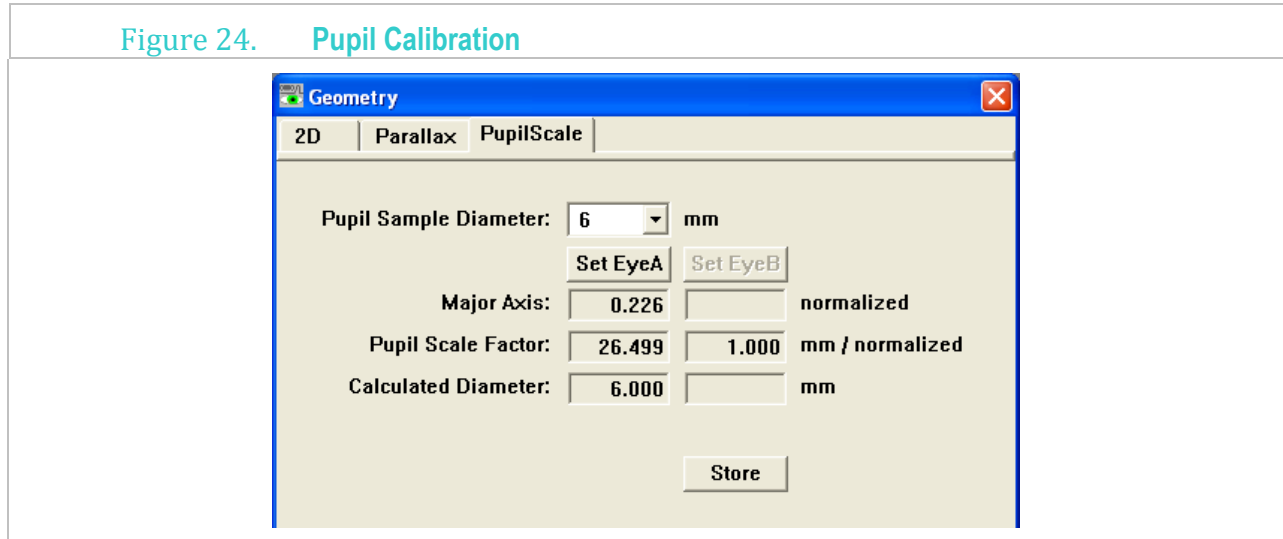 Figure 24. Pupil Calibration
Geometry
2D Parallax PupilScale
Pupil Sample Diameter: 6 mm
Set EyeA Set EyeB
Major Axis: 0.226 normalized
Pupil Scale Factor: 26.499 1.000 mm / normalized
Calculated Diameter: 6.000 mm
Store